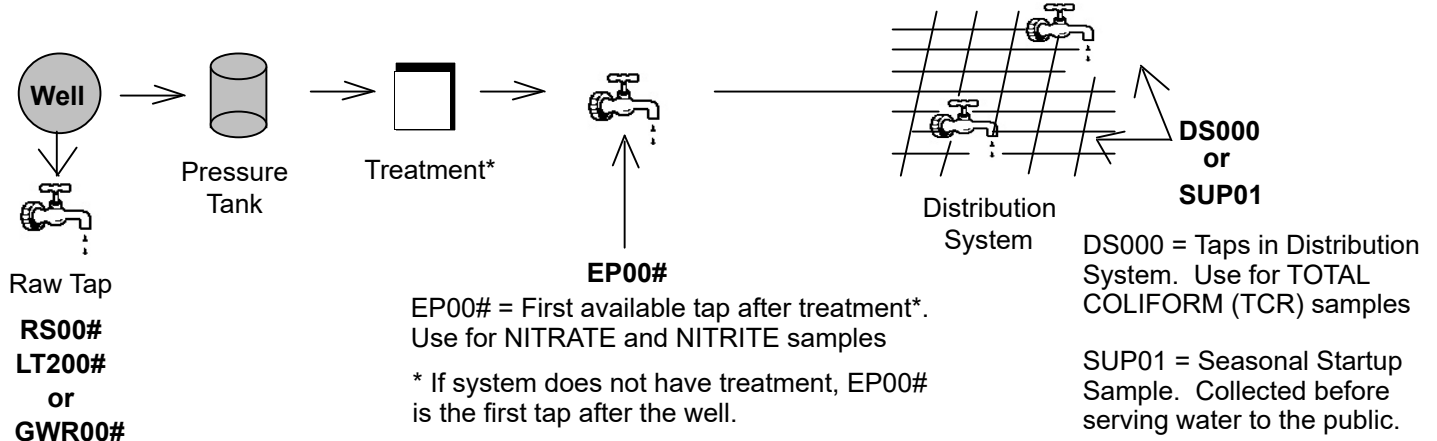 Well
Pressure
Tank
Treatment*
Raw Tap
RS00#
LT200#
or
GWR00#
EP00#
EP00# = First available tap after treatment*.
Use for NITRATE and NITRITE samples
* If system does not have treatment, EP00#
is the first tap after the well.
Distribution
System
DS000
or
SUP01
DS000 = Taps in Distribution
System. Use for TOTAL
COLIFORM (TCR) samples
SUP01 = Seasonal Startup
Sample. Collected before
serving water to the public.